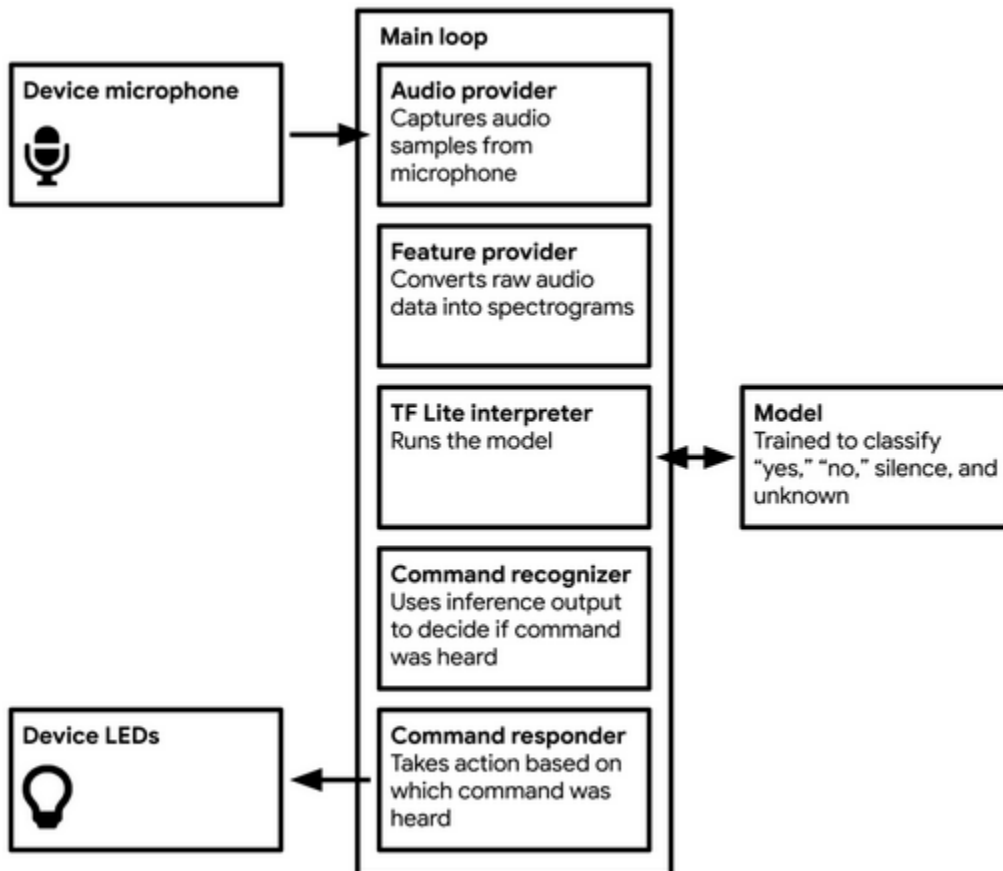 Main loop
Device microphone
Audio provider
Captures audio
samples from
microphone
Feature provider
Converts raw audio
data into spectrograms
TF Lite interpreter
Runs the model
Model
Trained to classify
“yes,” “no,” silence, and
unknown
Command recognizer
Uses inference output
to decide if command
was heard
Device LEDs
Command responder
Takes action based on
which command was
heard